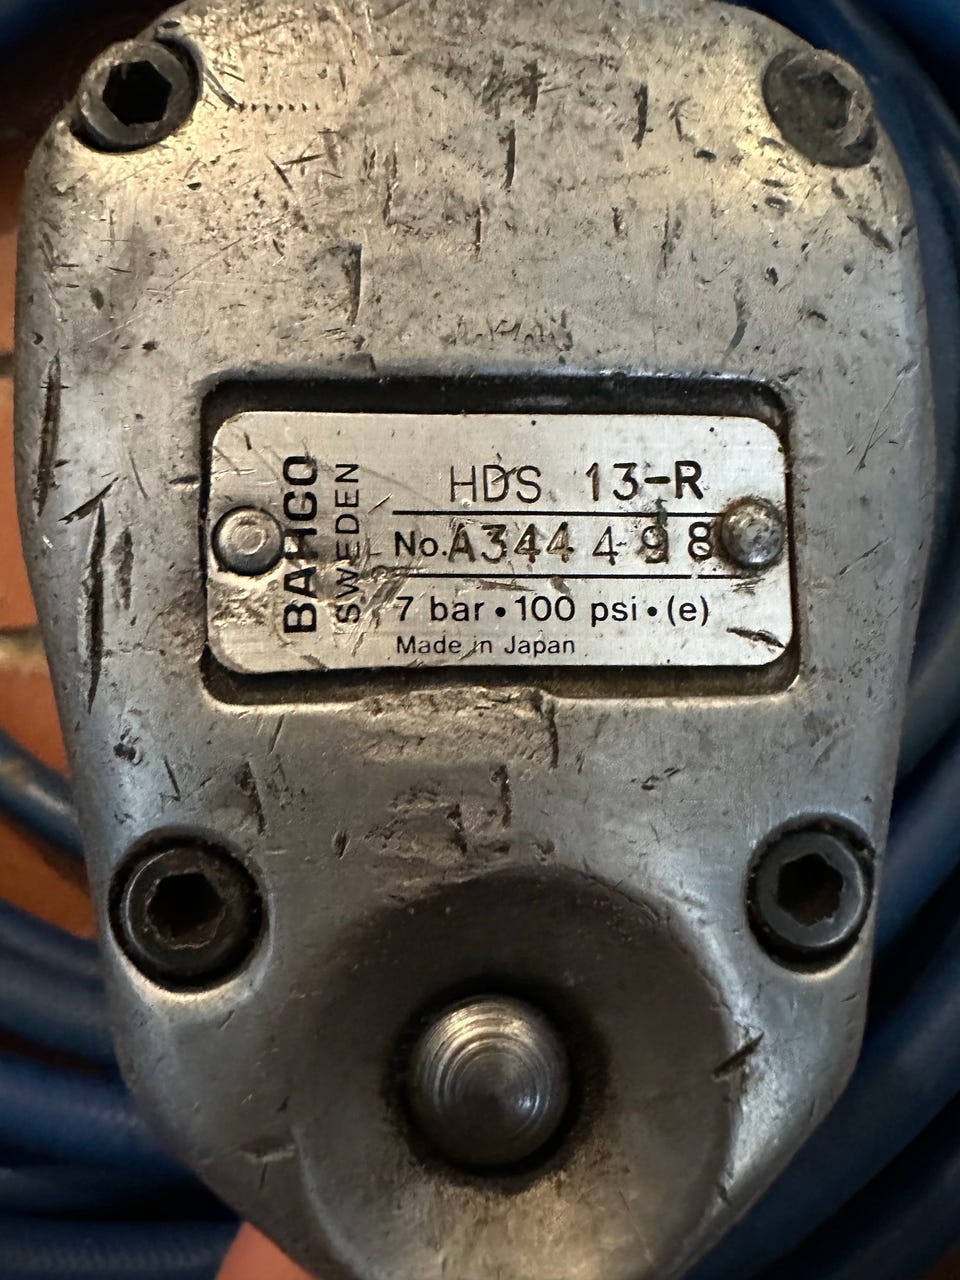 BAHCO
SWEDEN
HDS 13-R
No. A344498
7 bar • 100 psi • (e)
Made in Japan